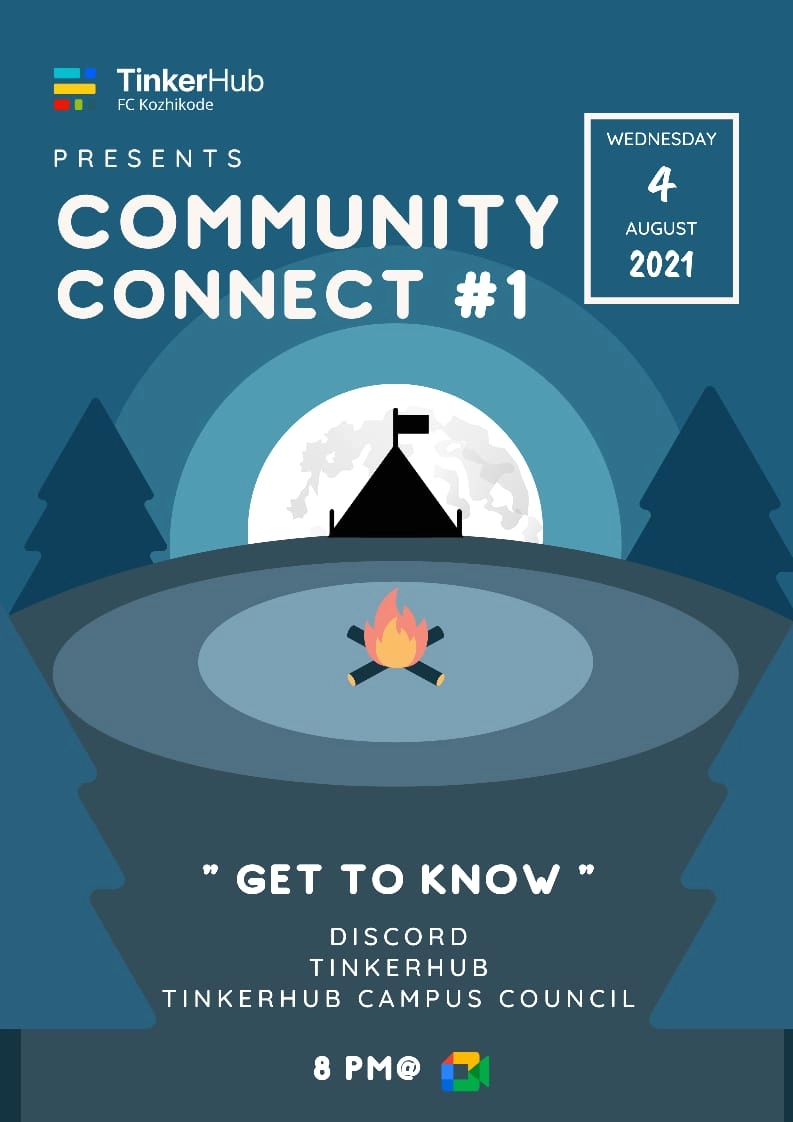 TinkerHub
FC Kozhikode
PRESENTS
COMMUNITY
CONNECT #1
WEDNESDAY
4
AUGUST
2021
" GET TO KNOW "
DISCORD
TINKERHUB
TINKERHUB CAMPUS COUNCIL
8 PM@